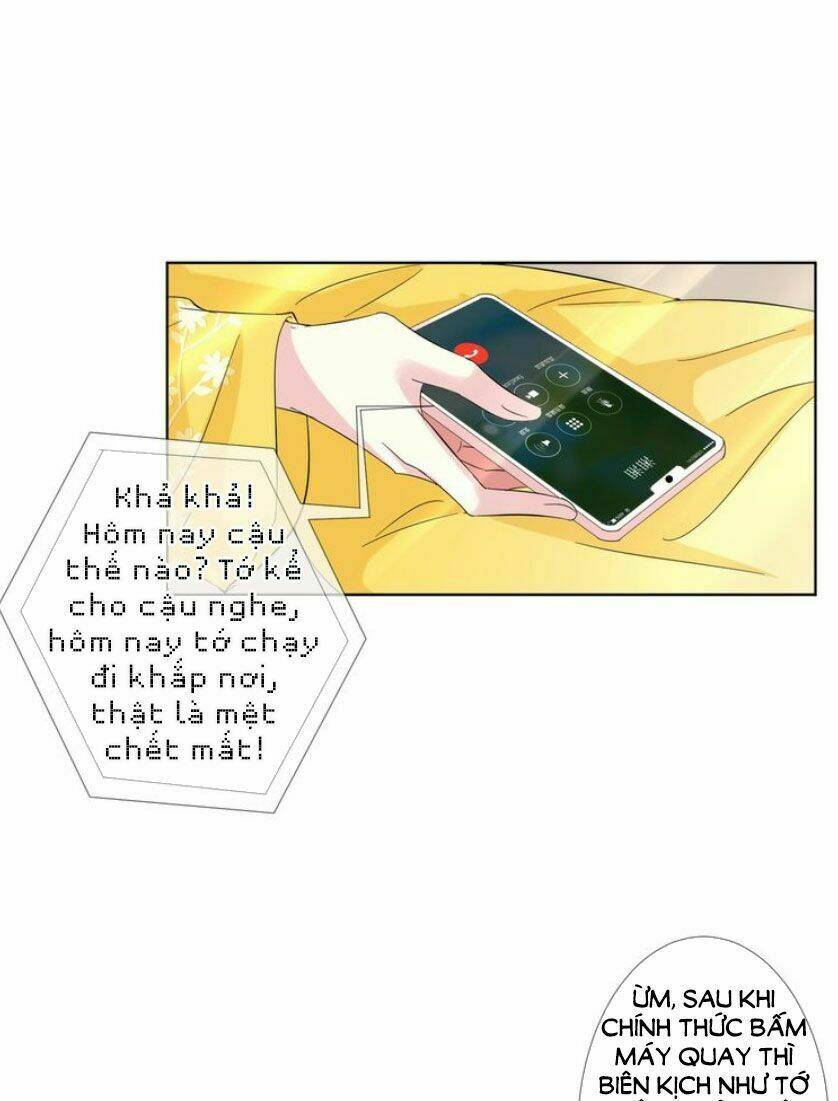 Khả khả!
Hôm nay cậu
thế nào? Tớ kể
cho cậu nghe,
hôm nay tớ chạy
đi khắp nơi,
thật là mệt
chết mất!
ỪM, SAU KHI
CHÍNH THỨC BẤM
MÁY QUAY THÌ
BIÊN KỊCH NHƯ TỚ